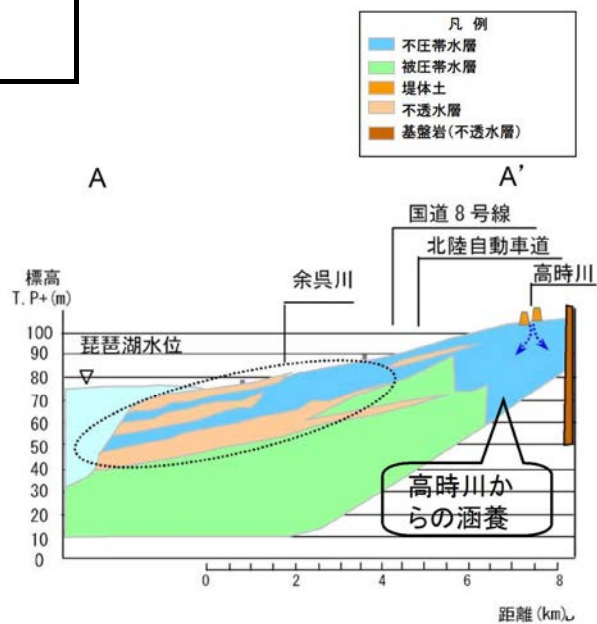 凡 例
不圧帯水層
被圧帯水層
堤体土
不透水層
基盤岩(不透水層)
A
A'
国道8号線
北陸自動車道
余呉川
高時川
標高
T.P+(m)
琵琶湖水位
▽
100
90
80
70
60
50
40
30
20
10
0
高時川か
らの涵養
0 2 4 6 8
距離(km)